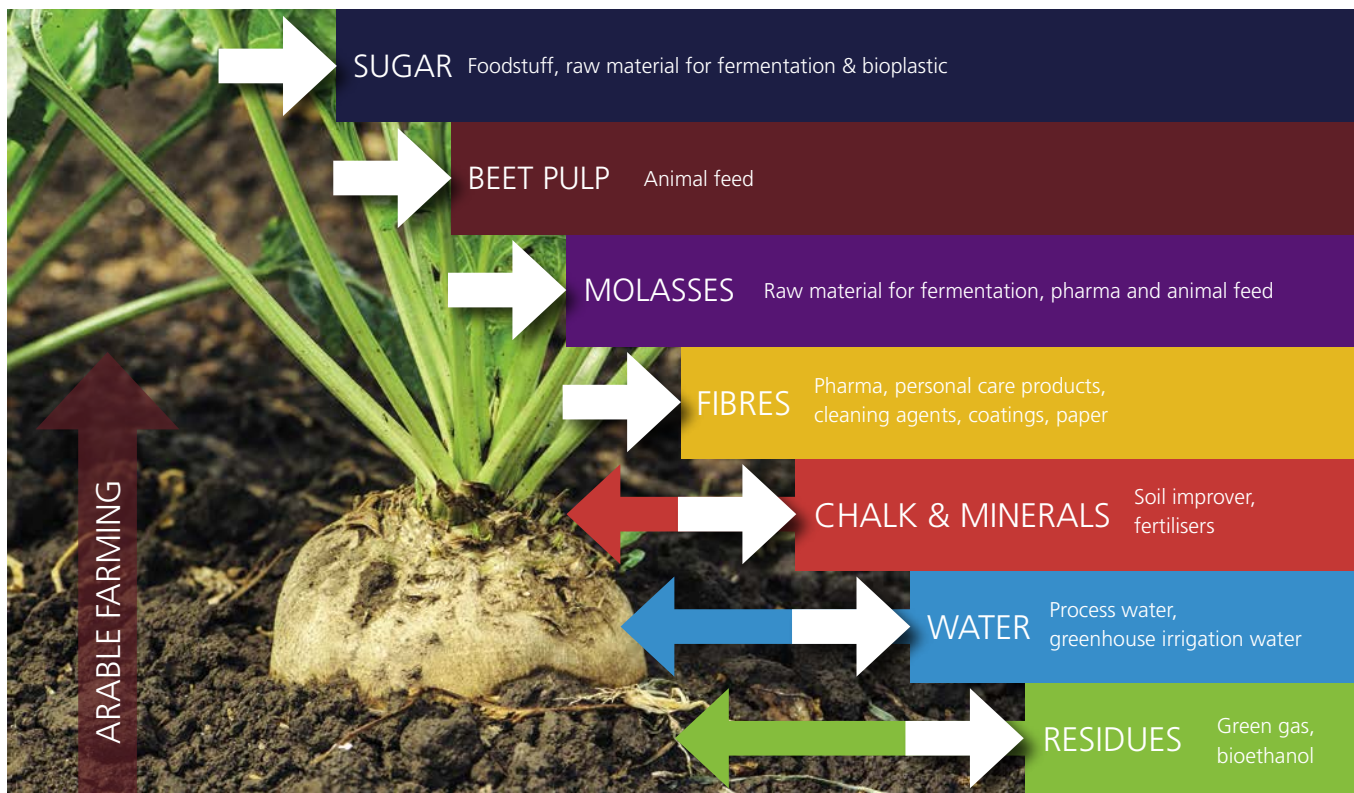 SUGAR Foodstuff, raw material for fermentation & bioplastic
BEET PULP Animal feed
MOLASSES Raw material for fermentation, pharma and animal feed
FIBRES Pharma, personal care products,
cleaning agents, coatings, paper
CHALK & MINERALS Soil improver,
fertilisers
WATER Process water,
greenhouse irrigation water
RESIDUES Green gas,
bioethanol
ARABLE FARMING